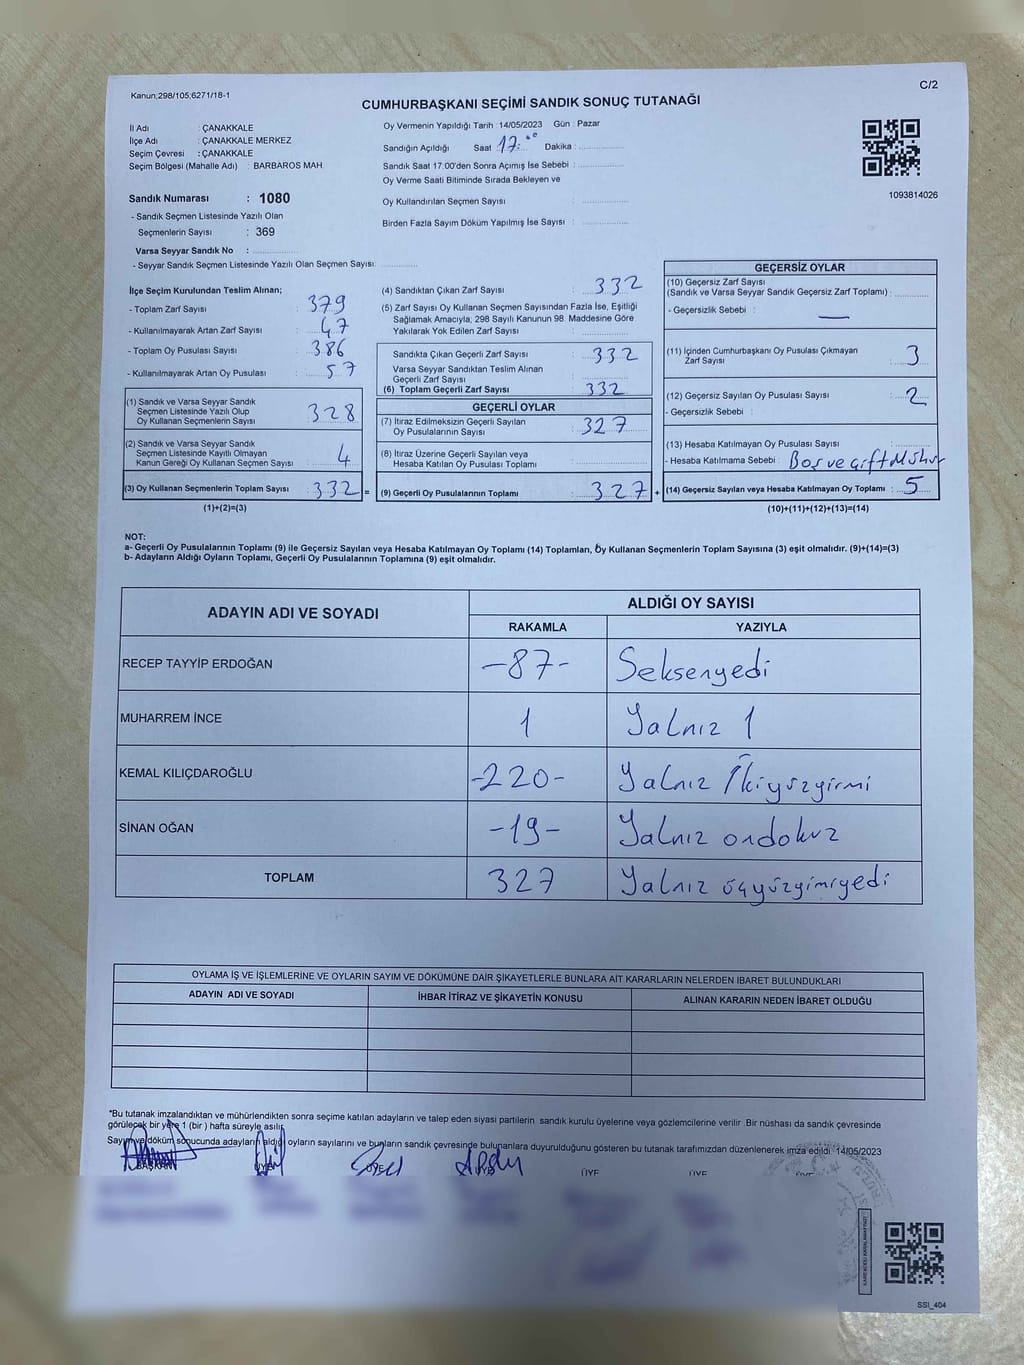 Kanun;298/105,6271/18-1
C/2
CUMHURBAŞKANI SEÇİMİ SANDIK SONUÇ TUTANAĞI
İl Adı : ÇANAKKALE
İlçe Adı : ÇANAKKALE MERKEZ
Seçim Çevresi : ÇANAKKALE
Seçim Bölgesi (Mahalle Adı) : BARBAROS MAH.
Sandık Numarası : 1080
- Sandık Seçmen Listesinde Yazılı Olan
Seçmenlerin Sayısı : 369
Varsa Seyyar Sandık No :
- Seyyar Sandık Seçmen Listesinde Yazılı Olan Seçmen Sayısı:
Oy Vermenin Yapıldığı Tarih : 14/05/2023 Gün : Pazar
Sandığın Açıldığı Saat 17:00 Dakika :
Sandık Saat 17:00'den Sonra Açımış İse Sebebi :
Oy Verme Saati Bitiminde Sırada Bekleyen ve
Oy Kullandırılan Seçmen Sayısı :
Birden Fazla Sayım Döküm Yapılmış İse Sayısı :
1093814026
İlçe Seçim Kurulundan Teslim Alınan;
- Toplam Zarf Sayısı : 379
- Kullanılmayarak Artan Zarf Sayısı : 47
- Toplam Oy Pusulası Sayısı : 386
- Kullanılmayarak Artan Oy Pusulası : 57
(1) Sandık ve Varsa Seyyar Sandık
Seçmen Listesinde Yazılı Olup
Oy Kullanan Seçmenlerin Sayısı : 328
(2) Sandık ve Varsa Seyyar Sandık
Seçmen Listesinde Kayıtlı Olmayan
Kanun Gereği Oy Kullanan Seçmen Sayısı : 4
(3) Oy Kullanan Seçmenlerin Toplam Sayısı : 332 =
(1)+(2)=(3)
(4) Sandıktan Çıkan Zarf Sayısı : 332
(5) Zarf Sayısı Oy Kullanan Seçmen Sayısından Fazla İse, Eşitliği
Sağlamak Amacıyla; 298 Sayılı Kanunun 98. Maddesine Göre
Yakılarak Yok Edilen Zarf Sayısı :
Sandıkta Çıkan Geçerli Zarf Sayısı : 332
Varsa Seyyar Sandıktan Teslim Alınan
Geçerli Zarf Sayısı :
(6) Toplam Geçerli Zarf Sayısı : 332
GEÇERLİ OYLAR
(7) İtiraz Edilmeksizin Geçerli Sayılan
Oy Pusulalarının Sayısı : 327
(8) İtiraz Üzerine Geçerli Sayılan veya
Hesaba Katılan Oy Pusulası Toplamı :
(9) Geçerli Oy Pusulalarının Toplamı : 327 +
GEÇERSİZ OYLAR
(10) Geçersiz Zarf Sayısı
(Sandık ve Varsa Seyyar Sandık Geçersiz Zarf Toplamı) :
- Geçersizlik Sebebi : —
(11) İçinden Cumhurbaşkanı Oy Pusulası Çıkmayan
Zarf Sayısı : 3
(12) Geçersiz Sayılan Oy Pusulası Sayısı : 2
- Geçersizlik Sebebi :
(13) Hesaba Katılmayan Oy Pusulası Sayısı :
- Hesaba Katılmama Sebebi : Boş ve çift Mühür
(14) Geçersiz Sayılan veya Hesaba Katılmayan Oy Toplamı : 5
(10)+(11)+(12)+(13)=(14)
NOT:
a- Geçerli Oy Pusulalarının Toplamı (9) ile Geçersiz Sayılan veya Hesaba Katılmayan Oy Toplamı (14) Toplamları, Oy Kullanan Seçmenlerin Toplam Sayısına (3) eşit olmalıdır. (9)+(14)=(3)
b- Adayların Aldığı Oyların Toplamı, Geçerli Oy Pusulalarının Toplamına (9) eşit olmalıdır.
ADAYIN ADI VE SOYADI ALDIĞI OY SAYISI
RAKAMLA YAZIYLA
RECEP TAYYİP ERDOĞAN -87- Seksenyedi
MUHARREM İNCE 1 Yalnız 1
KEMAL KILIÇDAROĞLU -220- Yalnız İkiyüzyirmi
SİNAN OĞAN -19- Yalnız ondokuz
TOPLAM 327 Yalnız üçyüzyimiyedi
OYLAMA İŞ VE İŞLEMLERİNE VE OYLARIN SAYIM VE DÖKÜMÜNE DAİR ŞİKAYETLERLE BUNLARA AİT KARARLARIN NELERDEN İBARET BULUNDUKLARI
ADAYIN ADI VE SOYADI İHBAR İTİRAZ VE ŞİKAYETİN KONUSU ALINAN KARARIN NEDEN İBARET OLDUĞU
*Bu tutanak imzalandıktan ve mühürlendikten sonra seçime katılan adayların ve talep eden siyasi partilerin sandık kurulu üyelerine veya gözlemcilerine verilir. Bir nüshası da sandık çevresinde
görülecek bir yere 1 (bir ) hafta süreyle asılır.
Sayım ve döküm sonucunda adayların aldığı oyların sayılarını ve bunların sandık çevresinde bulunanlara duyurulduğunu gösteren bu tutanak tarafımızdan düzenlenerek imza edildi. 14/05/2023
BAŞKAN ÜYE ÜYE ÜYE ÜYE ÜYE ÜYE
SSI_404